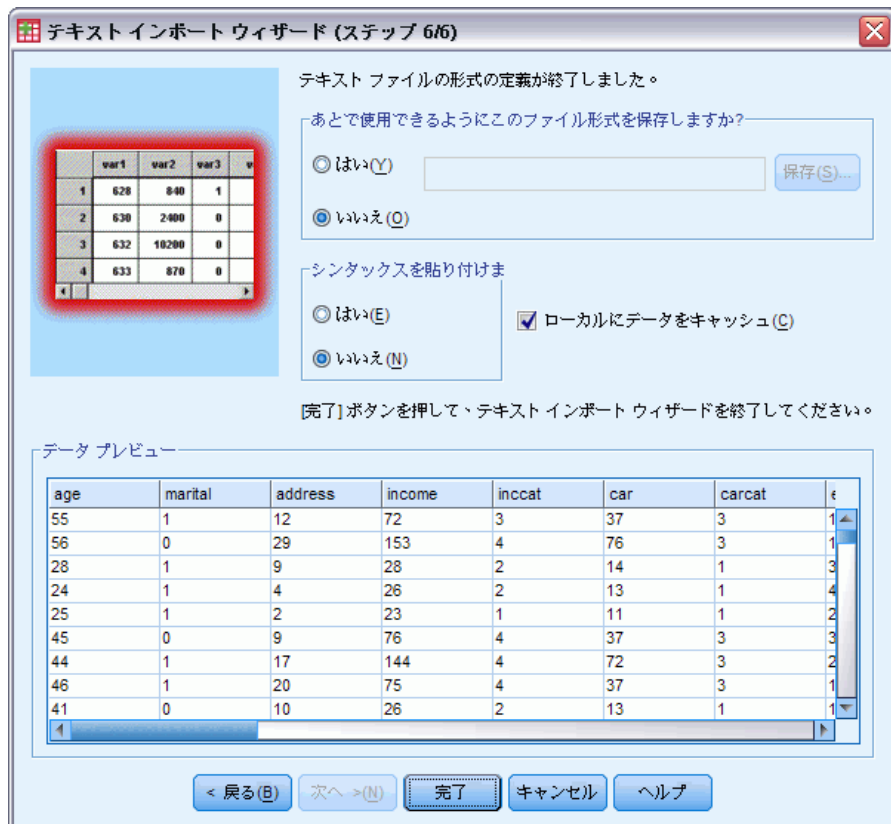 テキスト インポート ウィザード (ステップ 6/6)
テキスト ファイルの形式の定義が終了しました。
あとで使用できるようにこのファイル形式を保存しますか?
はい(Y)
保存(S)...
いいえ(O)
var1 var2 var3
1 628 840 1
2 630 2400 0
3 632 10200 0
4 633 870 0
シンタックスを貼り付けま
はい(E)
いいえ(N)
ローカルにデータをキャッシュ(C)
[完了] ボタンを押して、テキスト インポート ウィザードを終了してください。
データ プレビュー
age marital address income inccat car carcat
55 1 12 72 3 37 3 1
56 0 29 153 4 76 3 1
28 1 9 28 2 14 1 3
24 1 4 26 2 13 1 4
25 1 2 23 1 11 1 2
45 0 9 76 4 37 3 3
44 1 17 144 4 72 3 2
46 1 20 75 4 37 3 1
41 0 10 26 2 13 1 1
< 戻る(B) 次へ >(N) 完了 キャンセル ヘルプ